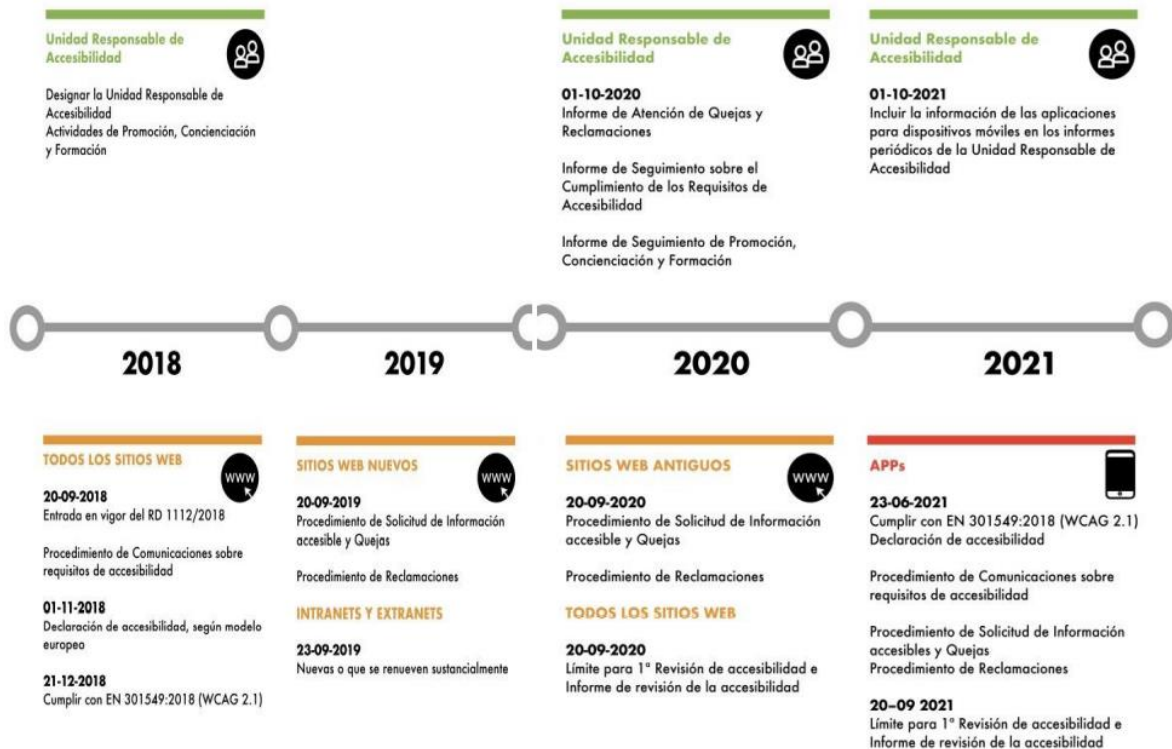 Unidad Responsable de
Accesibilidad
Designar la Unidad Responsable de
Accesibilidad
Actividades de Promoción, Concienciación
y Formación
Unidad Responsable de
Accesibilidad
01-10-2020
Informe de Atención de Quejas y
Reclamaciones
Informe de Seguimiento sobre el
Cumplimiento de los Requisitos de
Accesibilidad
Informe de Seguimiento de Promoción,
Concienciación y Formación
Unidad Responsable de
Accesibilidad
01-10-2021
Incluir la información de las aplicaciones
para dispositivos móviles en los informes
periódicos de la Unidad Responsable de
Accesibilidad
2018
2019
2020
2021
TODOS LOS SITIOS WEB
www
20-09-2018
Entrada en vigor del RD 1112/2018
Procedimiento de Comunicaciones sobre
requisitos de accesibilidad
01-11-2018
Declaración de accesibilidad, según modelo
europeo
21-12-2018
Cumplir con EN 301549:2018 (WCAG 2.1)
SITIOS WEB NUEVOS
www
20-09-2019
Procedimiento de Solicitud de Información
accesible y Quejas
Procedimiento de Reclamaciones
INTRANETS Y EXTRANETS
23-09-2019
Nuevas o que se renueven sustancialmente
SITIOS WEB ANTIGUOS
www
20-09-2020
Procedimiento de Solicitud de Información
accesible y Quejas
Procedimiento de Reclamaciones
TODOS LOS SITIOS WEB
20-09-2020
Límite para 1ª Revisión de accesibilidad e
Informe de revisión de la accesibilidad
APPs
23-06-2021
Cumplir con EN 301549:2018 (WCAG 2.1)
Declaración de accesibilidad
Procedimiento de Comunicaciones sobre
requisitos de accesibilidad
Procedimiento de Solicitud de Información
accesibles y Quejas
Procedimiento de Reclamaciones
20–09 2021
Límite para 1ª Revisión de accesibilidad e
Informe de revisión de la accesibilidad